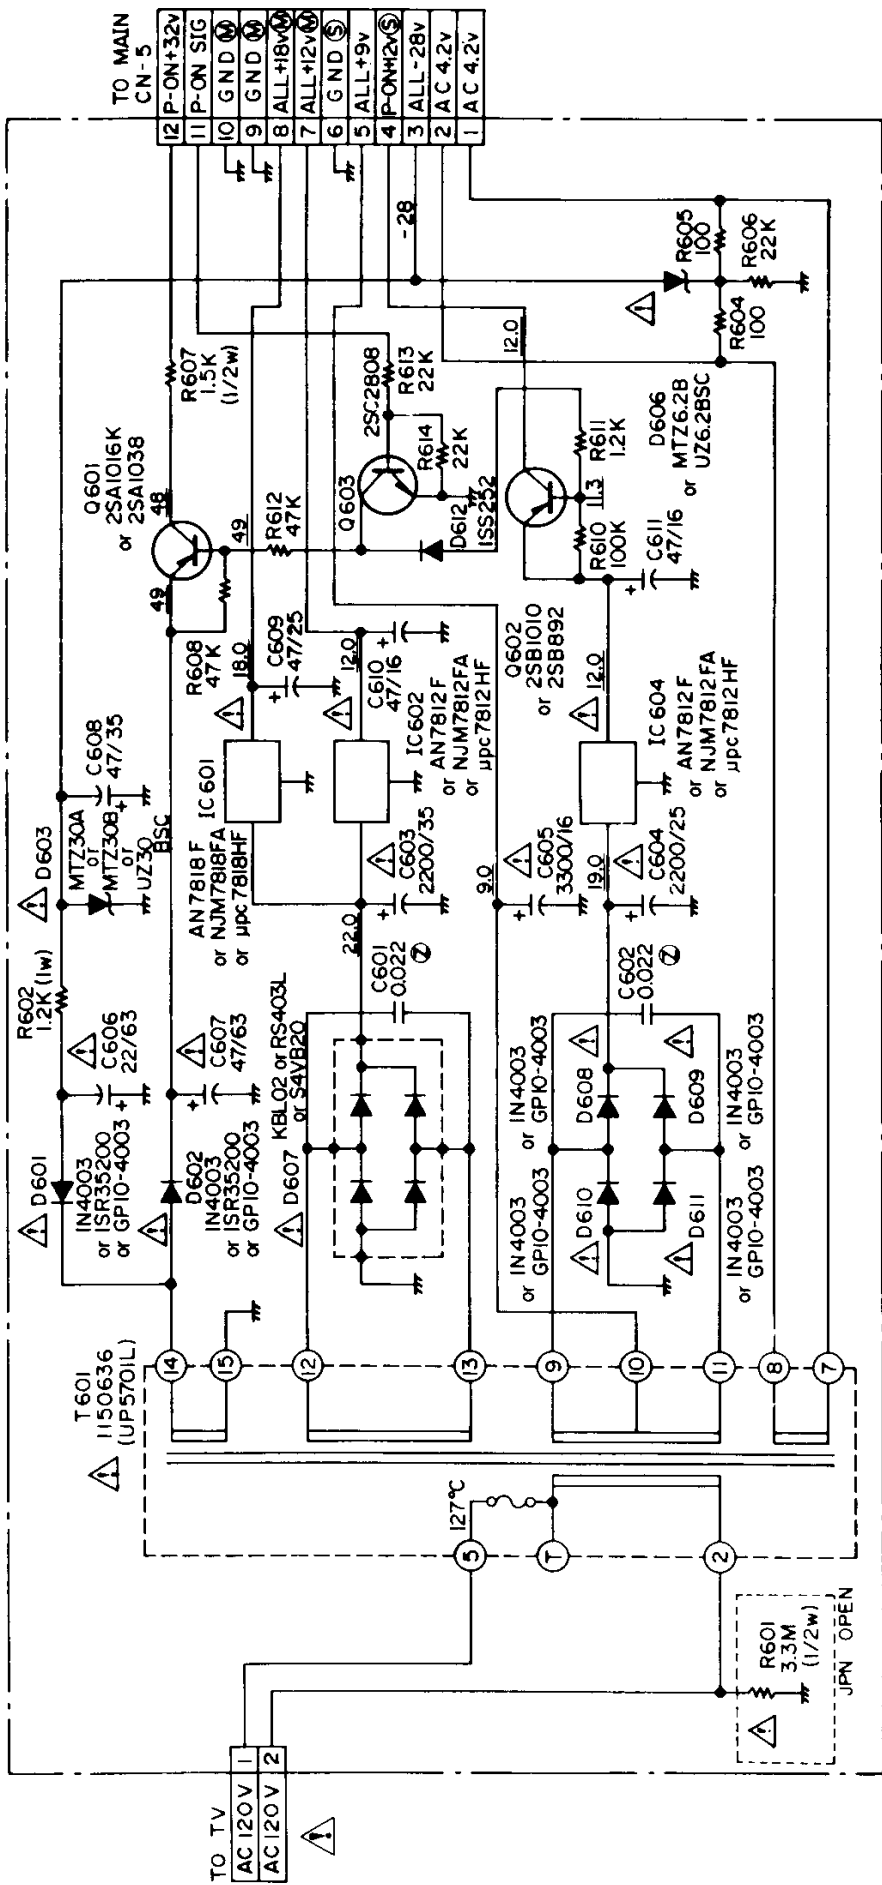 TO MAIN
CN-5
12 P-ON+32V
11 P-ON SIG
10 GND Ⓜ
9 GND Ⓜ
8 ALL+18V Ⓜ
7 ALL+12V Ⓜ
6 GND Ⓢ
5 ALL+9V
4 P-ON+12V Ⓢ
3 ALL-28V
2 AC 4.2V
1 AC 4.2V
-28
R605
100
R606
22K
R604
100
R607
1.5K
(1/2W)
2SC2808
R613
22K
12.0
Q601
2SA1016K
or 2SA1038
48
49
49
R612
47K
Q603
R614
22K
D612
1SS252
R611
1.2K
11.3
R610
100K
D606
MTZ6.2B
or UZ6.2BSC
C611
47/16
R608
47K
18.0
C609
47/25
12.0
C610
47/16
Q602
2SB1010
or 2SB892
12.0
C608
47/35
IC601
AN7818F
or NJM7818FA
or μpc7818HF
IC602
AN7812F
or NJM7812FA
or μpc7812HF
IC604
AN7812F
or NJM7812FA
or μpc7812HF
D603
MTZ30A
or
MTZ30B
or
UZ30
BSC
C603
2200/35
9.0
C605
3300/16
19.0
C604
2200/25
22.0
R602
1.2K (1W)
C606
22/63
C607
47/63
KBL02 or RS403L
or S4VB20
C601
0.022
Ⓩ
C602
0.022
Ⓩ
D601
1N4003
or 1SR35200
or GP10-4003
D602
1N4003
or 1SR35200
or GP10-4003
D607
1N4003
or GP10-4003
D608
D609
1N4003
or GP10-4003
1N4003
or GP10-4003
D610
D611
1N4003
or GP10-4003
T601
1150636
(UP5701L)
14
15
12
13
9
10
11
8
7
127°C
5
T
2
R601
3.3M
(1/2W)
JPN OPEN
TO TV
AC 120V 1
AC 120V 2